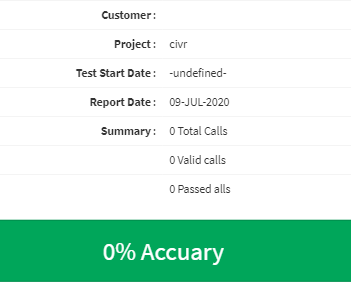 Customer :
Project : civr
Test Start Date : -undefined-
Report Date : 09-JUL-2020
Summary : 0 Total Calls
0 Valid calls
0 Passed alls
0% Accuary